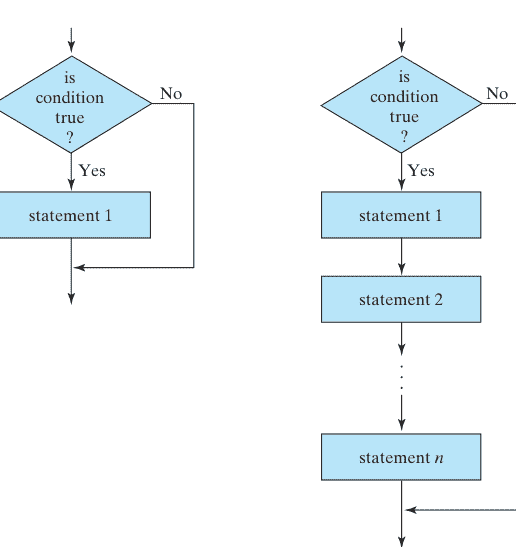 is
condition
true
?
No
Yes
statement 1
is
condition
true
?
No
Yes
statement 1
statement 2
.
.
.
statement n